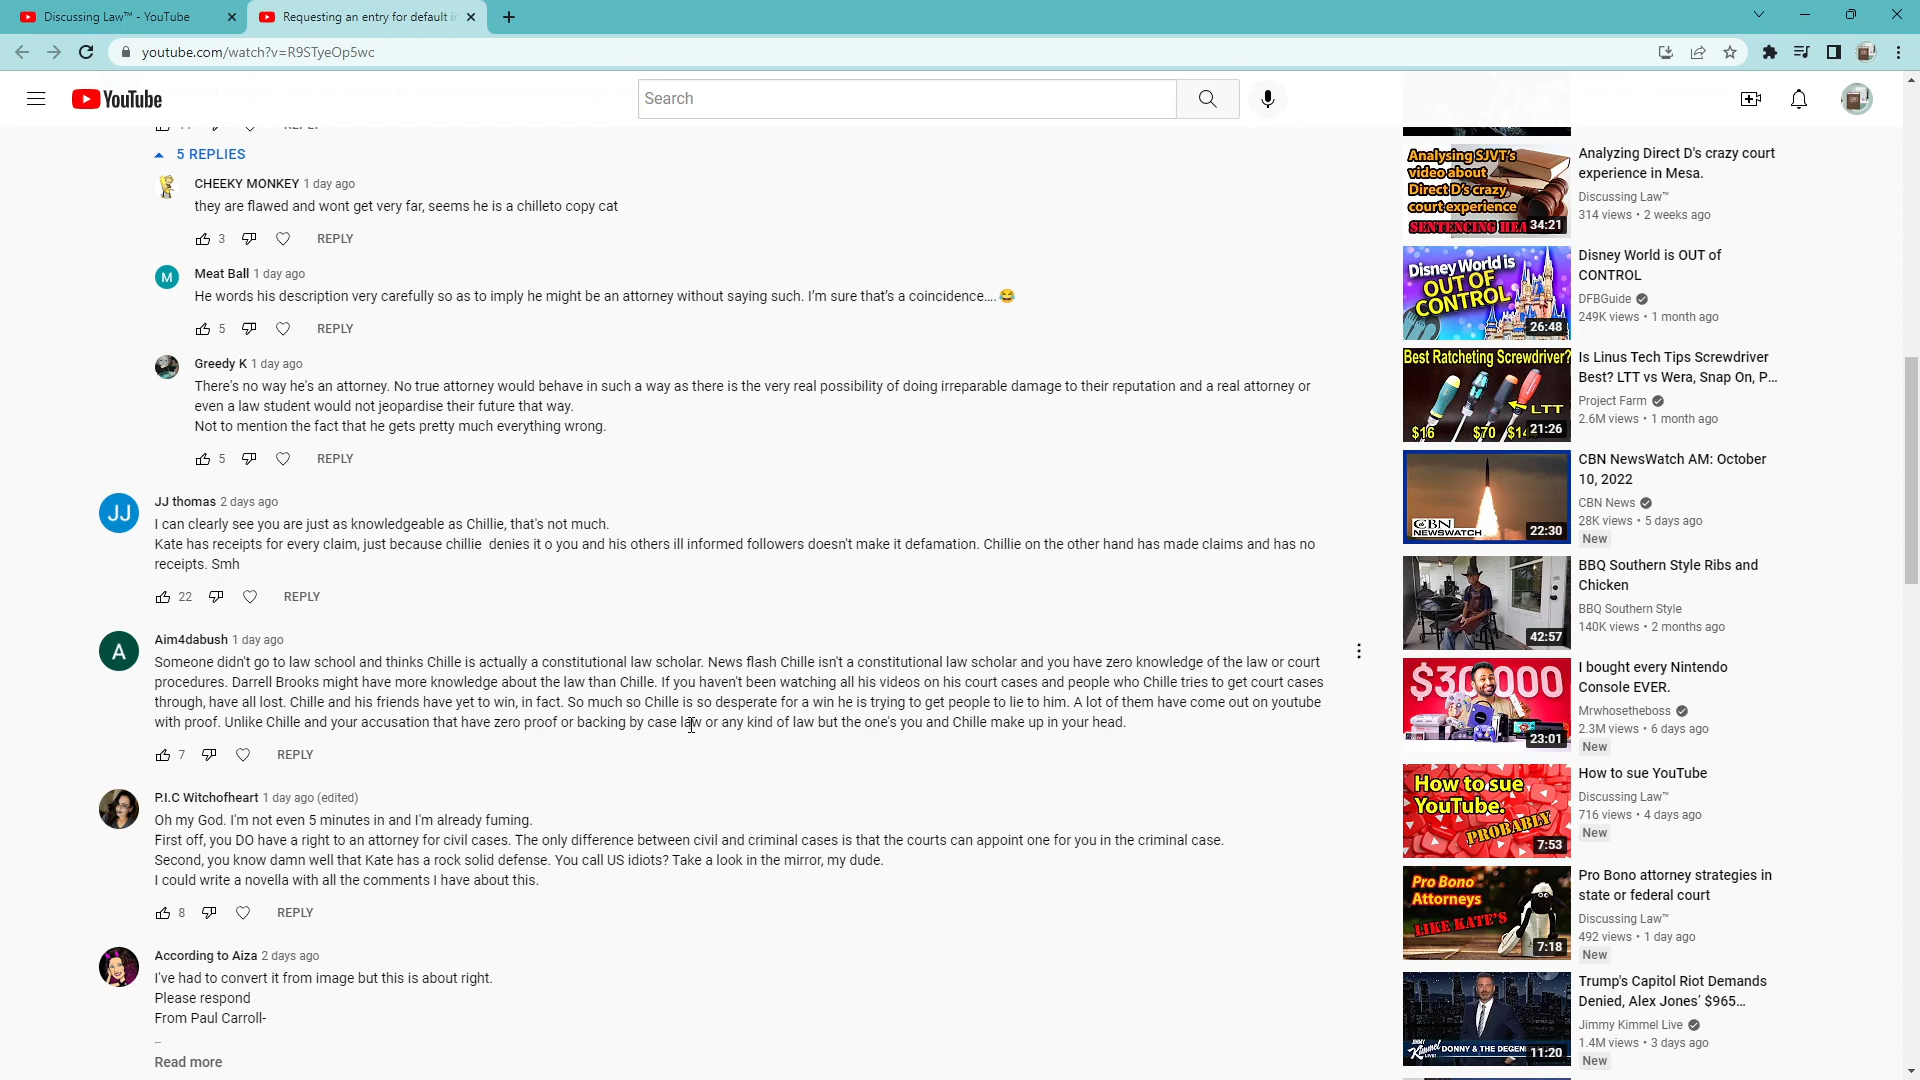 Discussing Law™ - YouTube
Requesting an entry for default in
youtube.com/watch?v=R9STyeOp5wc
YouTube
Search
5 REPLIES
CHEEKY MONKEY 1 day ago
they are flawed and wont get very far, seems he is a chilleto copy cat
3 REPLY
M
Meat Ball 1 day ago
He words his description very carefully so as to imply he might be an attorney without saying such. I'm sure that's a coincidence.... 😂
5 REPLY
Greedy K 1 day ago
There's no way he's an attorney. No true attorney would behave in such a way as there is the very real possibility of doing irreparable damage to their reputation and a real attorney or
even a law student would not jeopardise their future that way.
Not to mention the fact that he gets pretty much everything wrong.
5 REPLY
JJ
JJ thomas 2 days ago
I can clearly see you are just as knowledgeable as Chillie, that's not much.
Kate has receipts for every claim, just because chillie denies it o you and his others ill informed followers doesn't make it defamation. Chillie on the other hand has made claims and has no
receipts. Smh
22 REPLY
A
Aim4dabush 1 day ago
Someone didn't go to law school and thinks Chille is actually a constitutional law scholar. News flash Chille isn't a constitutional law scholar and you have zero knowledge of the law or court
procedures. Darrell Brooks might have more knowledge about the law than Chille. If you haven't been watching all his videos on his court cases and people who Chille tries to get court cases
through, have all lost. Chille and his friends have yet to win, in fact. So much so Chille is so desperate for a win he is trying to get people to lie to him. A lot of them have come out on youtube
with proof. Unlike Chille and your accusation that have zero proof or backing by case law or any kind of law but the one's you and Chille make up in your head.
7 REPLY
P.I.C Witchofheart 1 day ago (edited)
Oh my God. I'm not even 5 minutes in and I'm already fuming.
First off, you DO have a right to an attorney for civil cases. The only difference between civil and criminal cases is that the courts can appoint one for you in the criminal case.
Second, you know damn well that Kate has a rock solid defense. You call US idiots? Take a look in the mirror, my dude.
I could write a novella with all the comments I have about this.
8 REPLY
According to Aiza 2 days ago
I've had to convert it from image but this is about right.
Please respond
From Paul Carroll-
...
Read more
Analysing SJVT's
video about
Direct D's crazy
court experience
SENTENCING HEA
34:21
Analyzing Direct D's crazy court
experience in Mesa.
Discussing Law™
314 views • 2 weeks ago
Disney World is
OUT OF
CONTROL
26:48
Disney World is OUT of
CONTROL
DFBGuide
249K views • 1 month ago
Best Ratcheting Screwdriver?
LTT
$16 $70 $1
21:26
Is Linus Tech Tips Screwdriver
Best? LTT vs Wera, Snap On, P...
Project Farm
2.6M views • 1 month ago
CBN
NEWSWATCH
22:30
CBN NewsWatch AM: October
10, 2022
CBN News
28K views • 5 days ago
New
42:57
BBQ Southern Style Ribs and
Chicken
BBQ Southern Style
140K views • 2 months ago
$30,000
23:01
I bought every Nintendo
Console EVER.
Mrwhosetheboss
2.3M views • 6 days ago
New
How to sue
YouTube.
PROBABLY
7:53
How to sue YouTube
Discussing Law™
716 views • 4 days ago
New
Pro Bono
Attorneys
LIKE KATE'S
7:18
Pro Bono attorney strategies in
state or federal court
Discussing Law™
492 views • 1 day ago
New
JIMMY KIMMEL LIVE!
DONNY & THE DEGEN
11:20
Trump's Capitol Riot Demands
Denied, Alex Jones' $965...
Jimmy Kimmel Live
1.4M views • 3 days ago
New